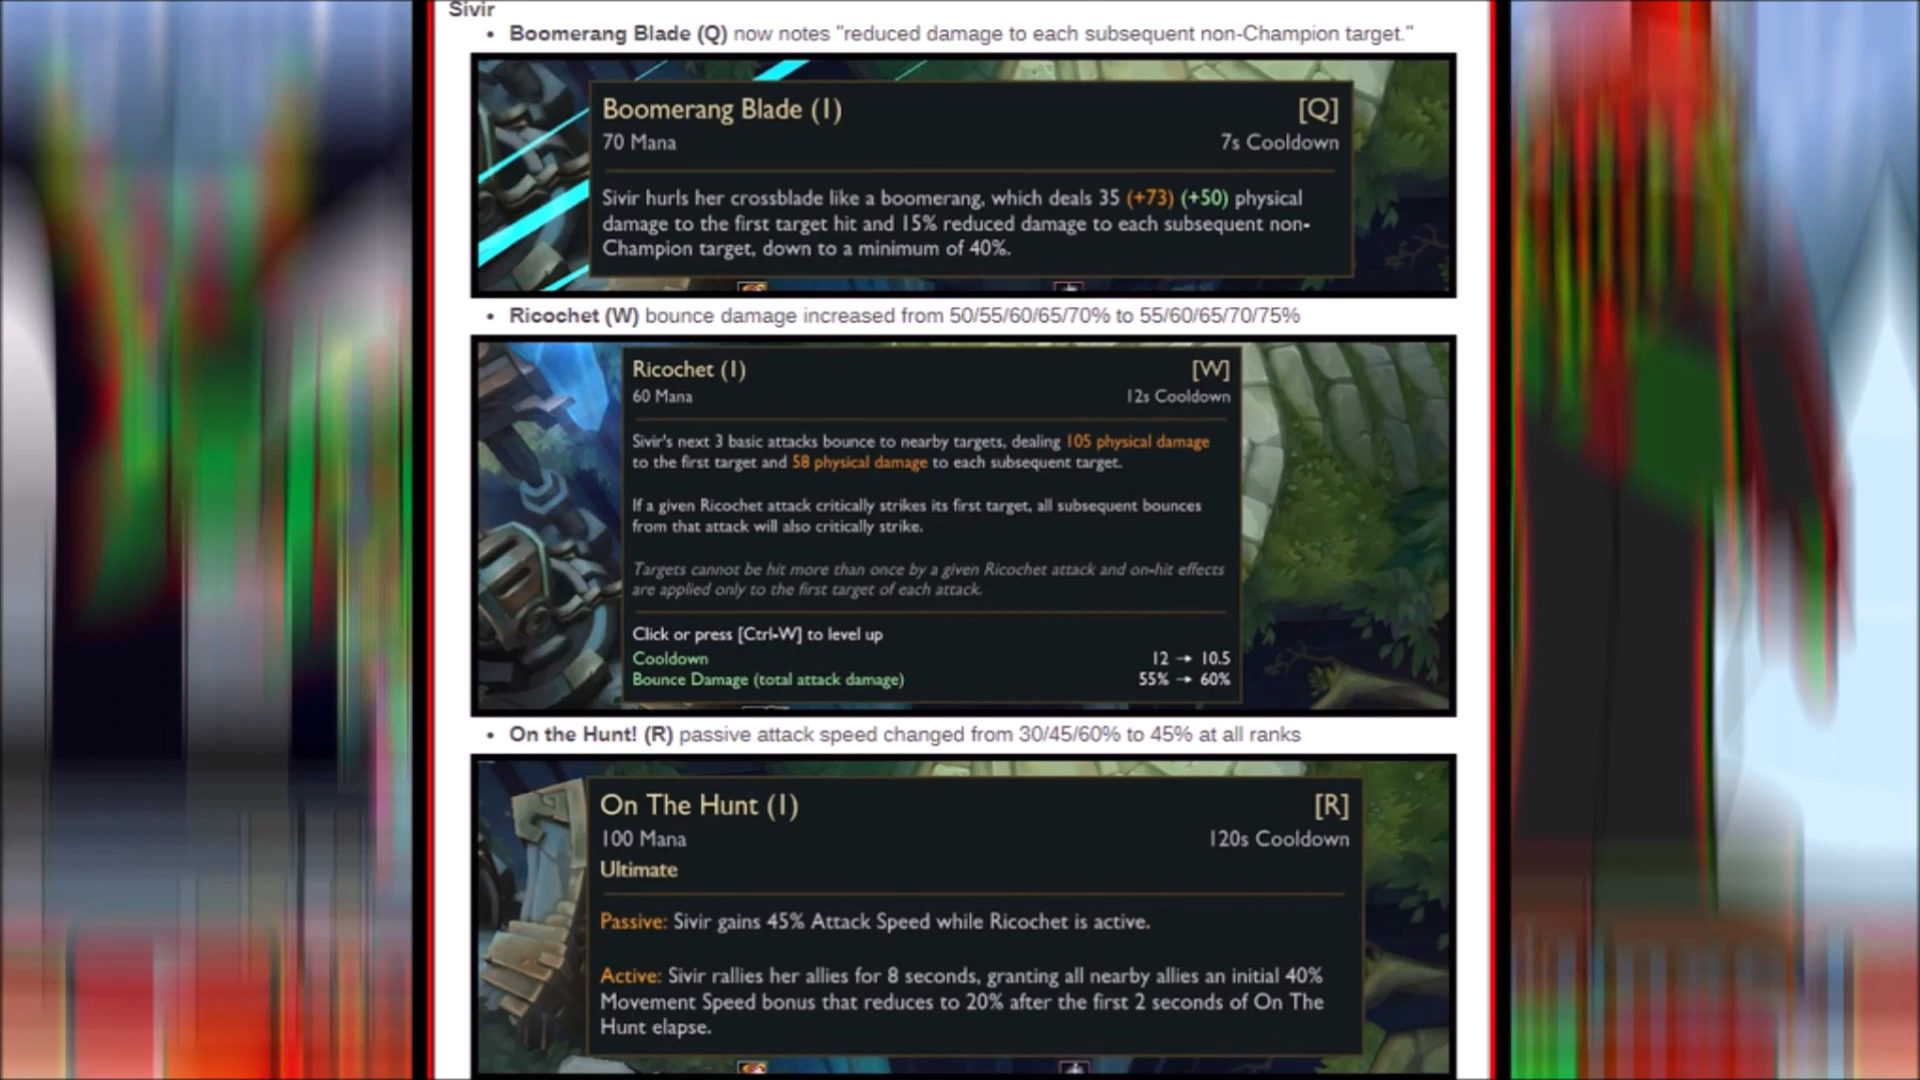 Sivir
• Boomerang Blade (Q) now notes "reduced damage to each subsequent non-Champion target."
Boomerang Blade (1) [Q]
70 Mana 7s Cooldown
Sivir hurls her crossblade like a boomerang, which deals 35 (+73) (+50) physical
damage to the first target hit and 15% reduced damage to each subsequent non-
Champion target, down to a minimum of 40%.
• Ricochet (W) bounce damage increased from 50/55/60/65/70% to 55/60/65/70/75%
Ricochet (1) [W]
60 Mana 12s Cooldown
Sivir's next 3 basic attacks bounce to nearby targets, dealing 105 physical damage
to the first target and 58 physical damage to each subsequent target.
If a given Ricochet attack critically strikes its first target, all subsequent bounces
from that attack will also critically strike.
Targets cannot be hit more than once by a given Ricochet attack and on-hit effects
are applied only to the first target of each attack.
Click or press [Ctrl-W] to level up
Cooldown 12 → 10.5
Bounce Damage (total attack damage) 55% → 60%
• On the Hunt! (R) passive attack speed changed from 30/45/60% to 45% at all ranks
On The Hunt (1) [R]
100 Mana 120s Cooldown
Ultimate
Passive: Sivir gains 45% Attack Speed while Ricochet is active.
Active: Sivir rallies her allies for 8 seconds, granting all nearby allies an initial 40%
Movement Speed bonus that reduces to 20% after the first 2 seconds of On The
Hunt elapse.